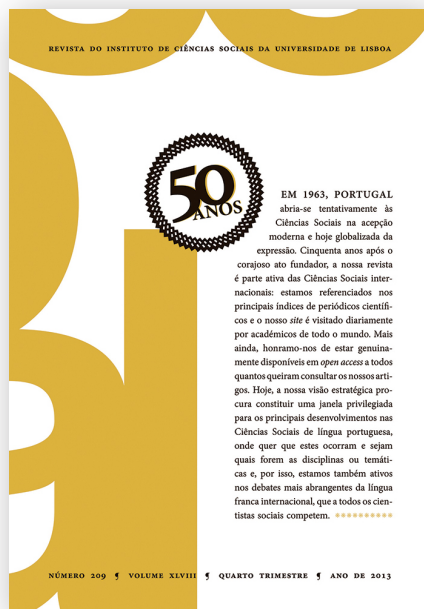 REVISTA DO INSTITUTO DE CIÊNCIAS SOCIAIS DA UNIVERSIDADE DE LISBOA
50
ANOS
EM 1963, PORTUGAL
abria-se tentativamente às
Ciências Sociais na acepção
moderna e hoje globalizada da
expressão. Cinquenta anos após o
corajoso ato fundador, a nossa revista
é parte ativa das Ciências Sociais inter-
nacionais: estamos referenciados nos
principais índices de periódicos científi-
cos e o nosso site é visitado diariamente
por académicos de todo o mundo. Mais
ainda, honramo-nos de estar genuina-
mente disponíveis em open access a todos
quantos queiram consultar os nossos arti-
gos. Hoje, a nossa visão estratégica pro-
cura constituir uma janela privilegiada
para os principais desenvolvimentos nas
Ciências Sociais de língua portuguesa,
onde quer que estes ocorram e sejam
quais forem as disciplinas ou temáti-
cas e, por isso, estamos também ativos
nos debates mais abrangentes da língua
franca internacional, que a todos os cien-
tistas sociais competem.
NÚMERO 209 ¶ VOLUME XLVIII ¶ QUARTO TRIMESTRE ¶ ANO DE 2013